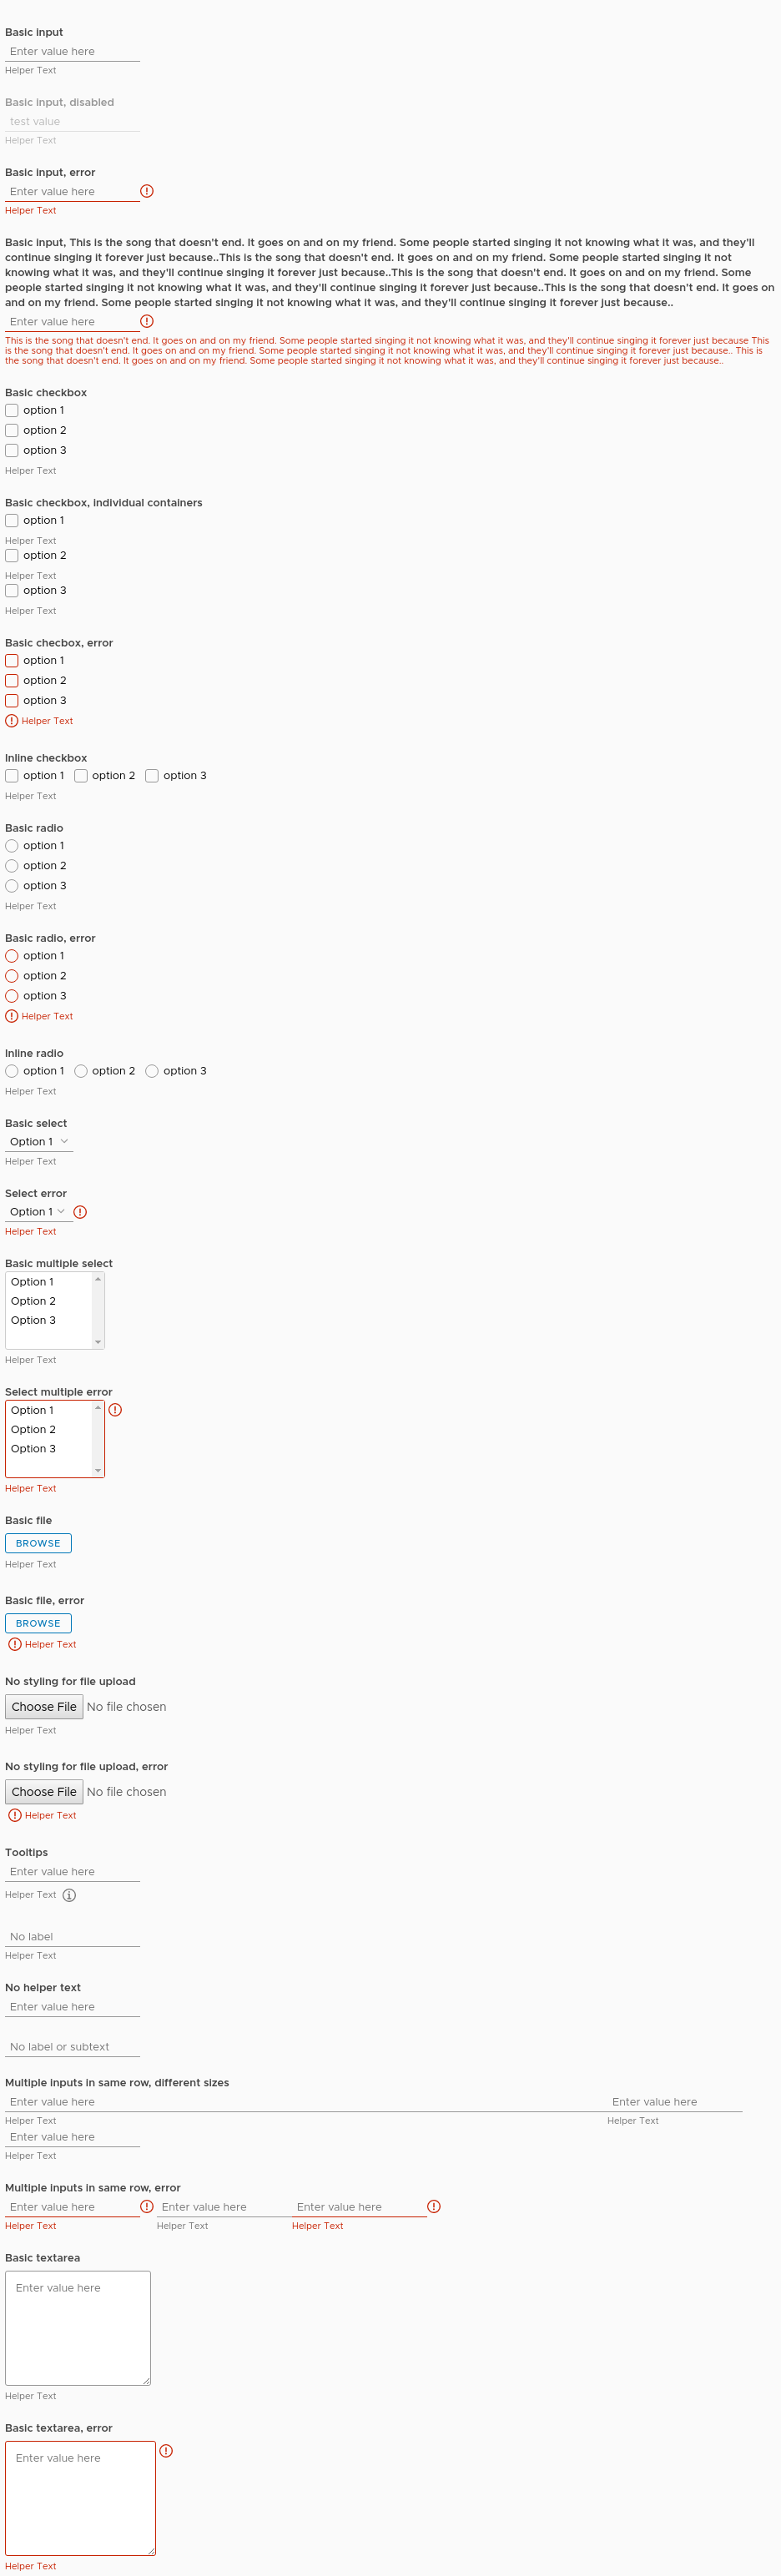 Basic input
Enter value here
Helper Text
Basic input, disabled
test value
Helper Text
Basic input, error
Enter value here
Helper Text
Basic input, This is the song that doesn't end. It goes on and on my friend. Some people started singing it not knowing what it was, and they'll
continue singing it forever just because..This is the song that doesn't end. It goes on and on my friend. Some people started singing it not
knowing what it was, and they'll continue singing it forever just because..This is the song that doesn't end. It goes on and on my friend. Some
people started singing it not knowing what it was, and they'll continue singing it forever just because..This is the song that doesn't end. It goes on
and on my friend. Some people started singing it not knowing what it was, and they'll continue singing it forever just because..
Enter value here
This is the song that doesn't end. It goes on and on my friend. Some people started singing it not knowing what it was, and they'll continue singing it forever just because This
is the song that doesn't end. It goes on and on my friend. Some people started singing it not knowing what it was, and they'll continue singing it forever just because.. This is
the song that doesn't end. It goes on and on my friend. Some people started singing it not knowing what it was, and they'll continue singing it forever just because..
Basic checkbox
option 1
option 2
option 3
Helper Text
Basic checkbox, individual containers
option 1
Helper Text
option 2
Helper Text
option 3
Helper Text
Basic checbox, error
option 1
option 2
option 3
Helper Text
Inline checkbox
option 1 option 2 option 3
Helper Text
Basic radio
option 1
option 2
option 3
Helper Text
Basic radio, error
option 1
option 2
option 3
Helper Text
Inline radio
option 1 option 2 option 3
Helper Text
Basic select
Option 1
Helper Text
Select error
Option 1
Helper Text
Basic multiple select
Option 1
Option 2
Option 3
Helper Text
Select multiple error
Option 1
Option 2
Option 3
Helper Text
Basic file
BROWSE
Helper Text
Basic file, error
BROWSE
Helper Text
No styling for file upload
Choose File No file chosen
Helper Text
No styling for file upload, error
Choose File No file chosen
Helper Text
Tooltips
Enter value here
Helper Text
No label
Helper Text
No helper text
Enter value here
No label or subtext
Multiple inputs in same row, different sizes
Enter value here Enter value here
Helper Text Helper Text
Enter value here
Helper Text
Multiple inputs in same row, error
Enter value here Enter value here Enter value here
Helper Text Helper Text Helper Text
Basic textarea
Enter value here
Helper Text
Basic textarea, error
Enter value here
Helper Text